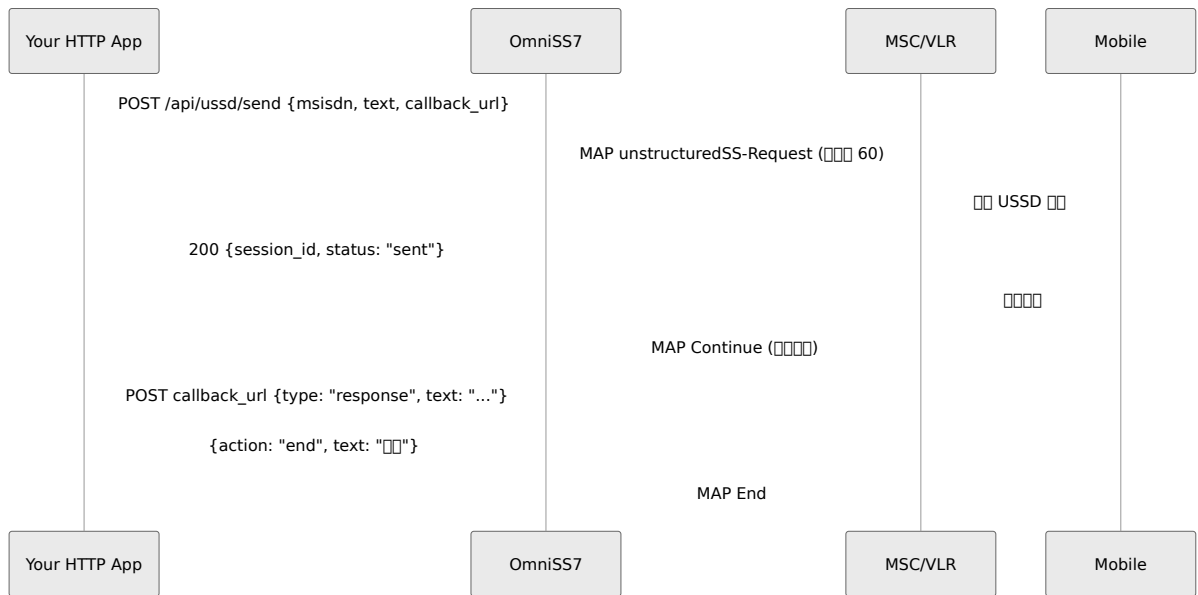 Your HTTP App
OmniSS7
MSC/VLR
Mobile
POST /api/ussd/send {msisdn, text, callback_url}
MAP unstructuredSS-Request ( 60)
USSD
200 {session_id, status: "sent"}
MAP Continue ()
POST callback_url {type: "response", text: "..."}
{action: "end", text: ""}
MAP End
Your HTTP App
OmniSS7
MSC/VLR
Mobile